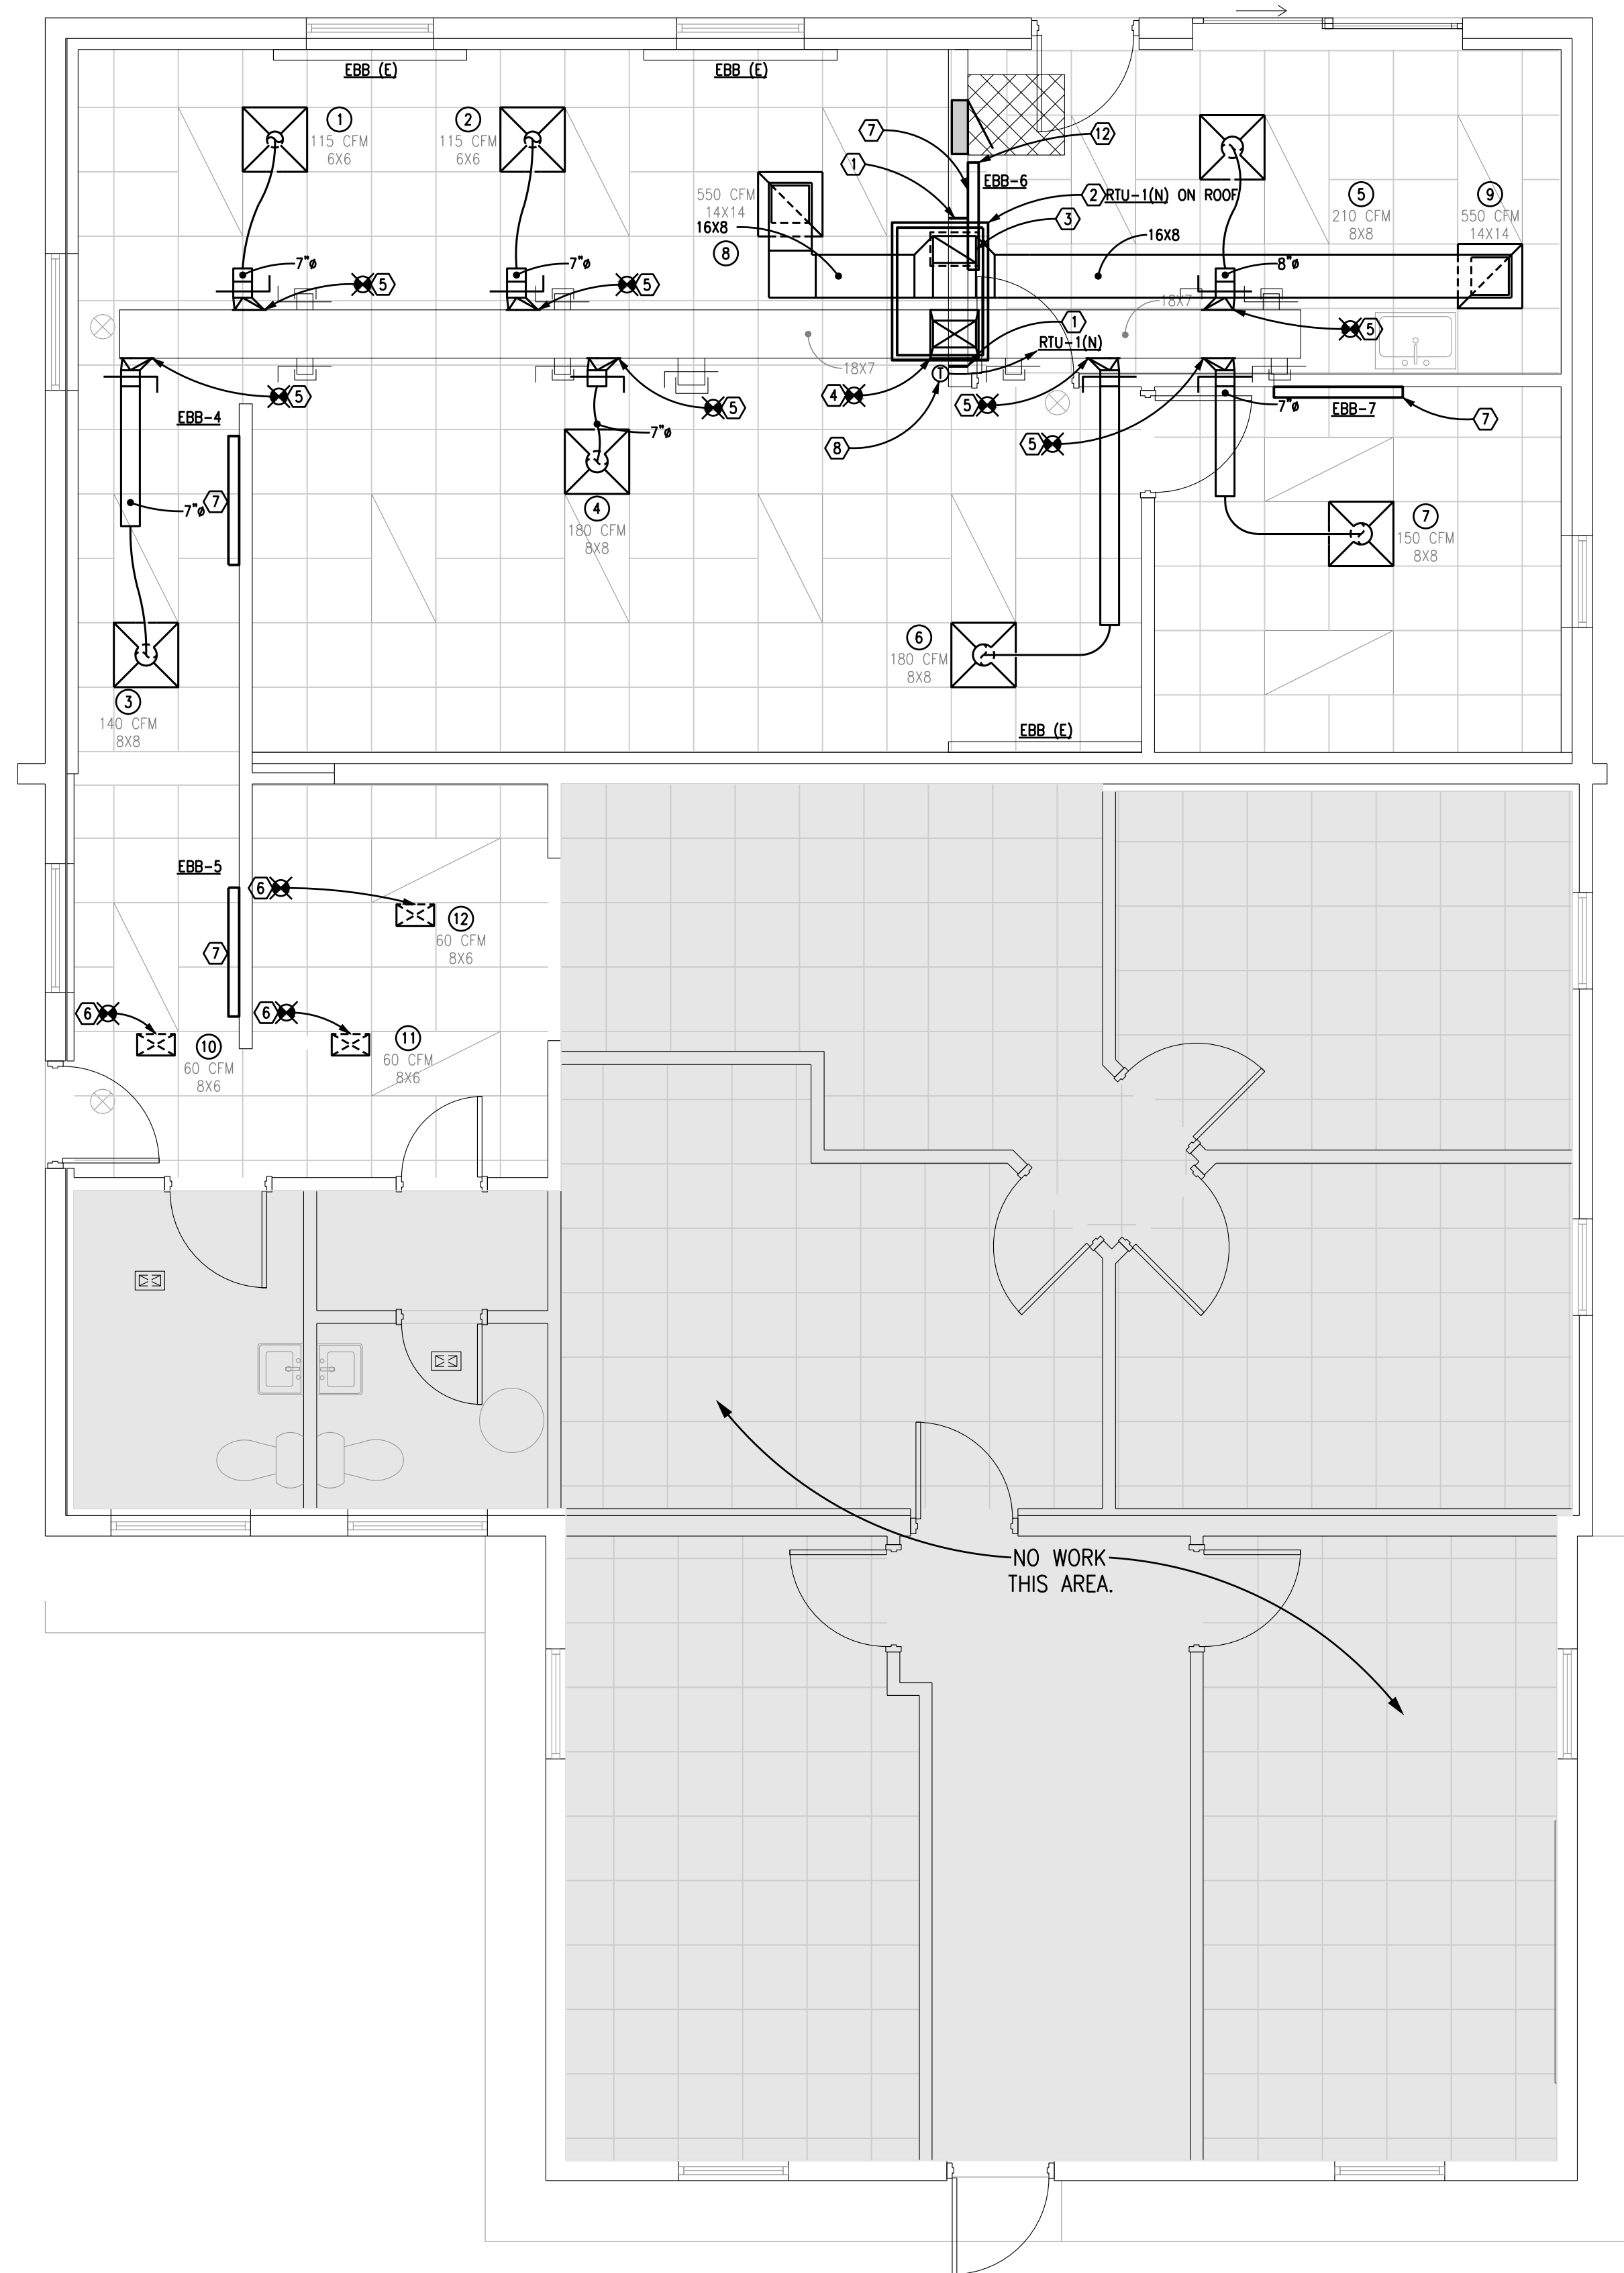 EBB (E)
EBB (E)
1
115 CFM
6X6
2
115 CFM
6X6
7
12
1
EBB-6
550 CFM
14X14
16X8
8
2
RTU-1(N) ON ROOF
3
16X8
5
210 CFM
8X8
9
550 CFM
14X14
7"ø
5
7"ø
5
8"ø
18X7
5
1
RTU-1(N)
18X7
T
4
5
5
5
5
EBB-4
7"ø
8
5
7"ø
EBB-7
7
7"ø
7
4
180 CFM
8X8
7
150 CFM
8X8
6
180 CFM
8X8
3
140 CFM
8X8
EBB (E)
EBB-5
6
12
60 CFM
8X6
7
6
6
10
60 CFM
8X6
11
60 CFM
8X6
NO WORK
THIS AREA.